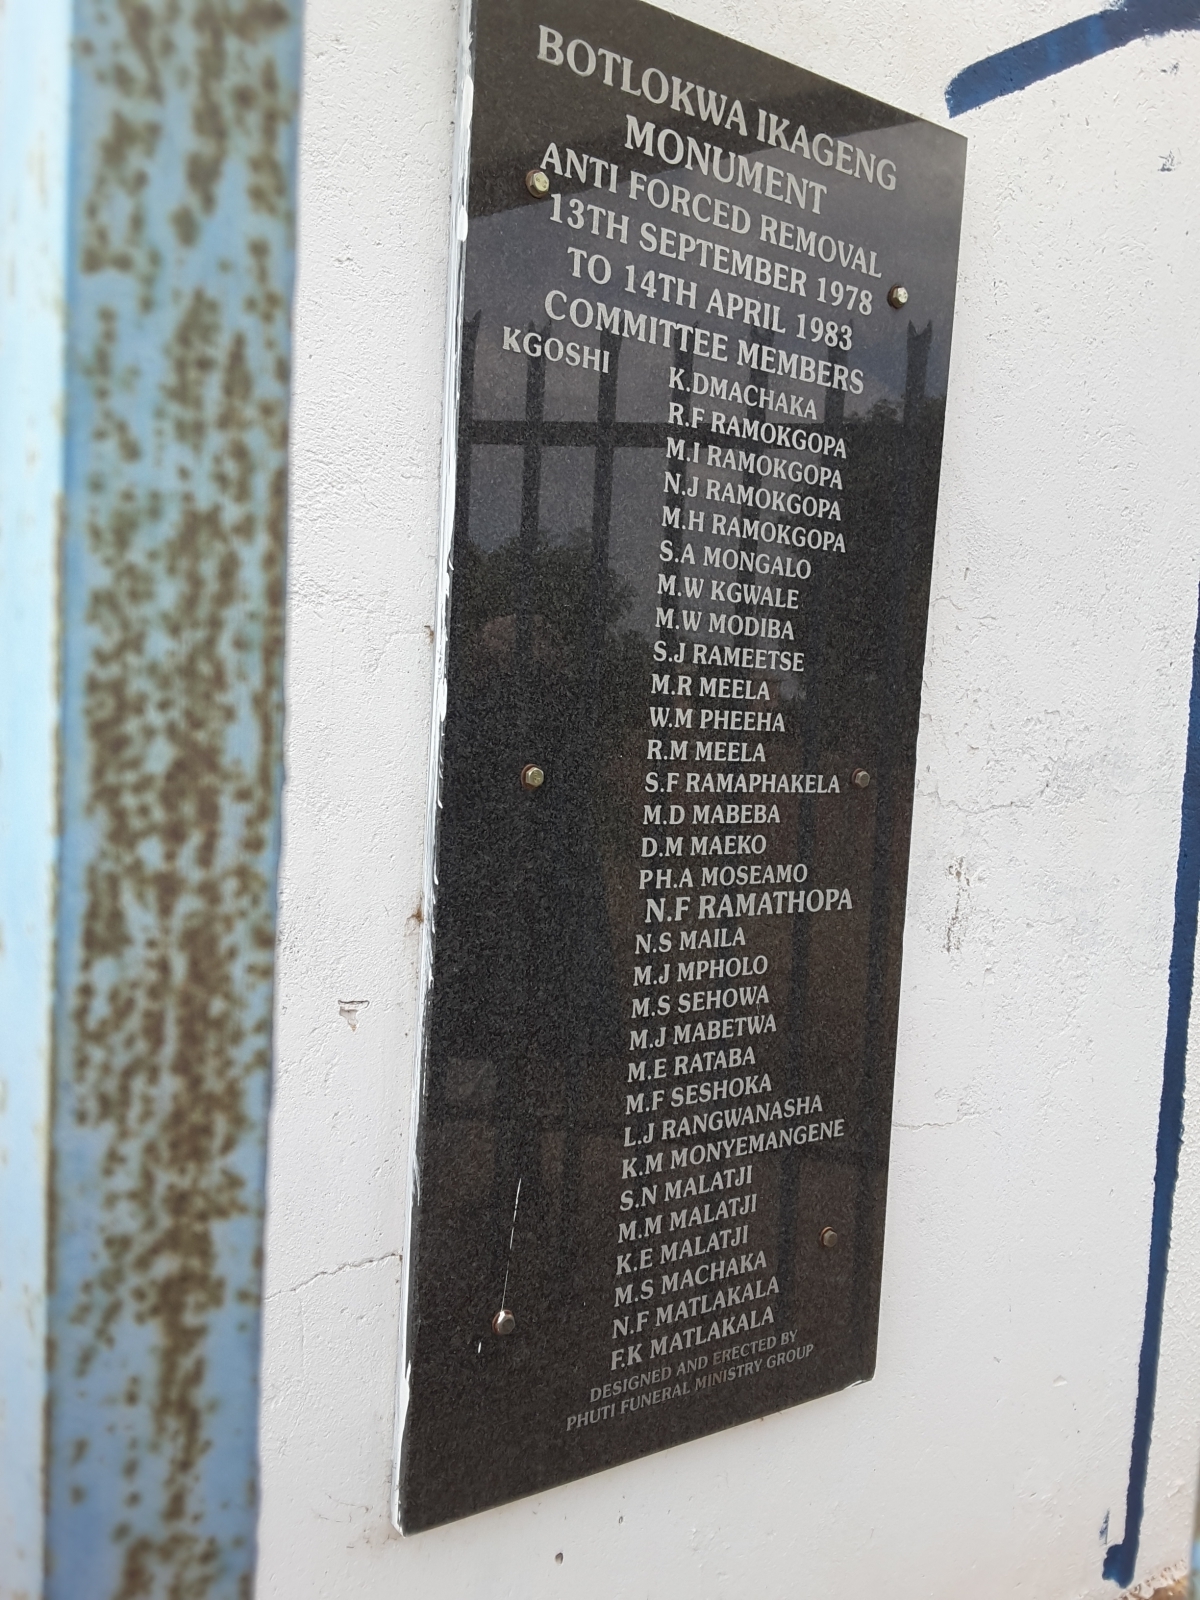 BOTLOKWA IKAGENG
MONUMENT
ANTI FORCED REMOVAL
13TH SEPTEMBER 1978
TO 14TH APRIL 1983
COMMITTEE MEMBERS
KGOSHI K.DMACHAKA
R.F RAMOKGOPA
M.I RAMOKGOPA
N.J RAMOKGOPA
M.H RAMOKGOPA
S.A MONGALO
M.W KGWALE
M.W MODIBA
S.J RAMEETSE
M.R MEELA
W.M PHEEHA
R.M MEELA
S.F RAMAPHAKELA
M.D MABEBA
D.M MAEKO
PH.A MOSEAMO
N.F RAMATHOPA
N.S MAILA
M.J MPHOLO
M.S SEHOWA
M.J MABETWA
M.E RATABA
M.F SESHOKA
L.J RANGWANASHA
K.M MONYEMANGENE
S.N MALATJI
M.M MALATJI
K.E MALATJI
M.S MACHAKA
N.F MATLAKALA
F.K MATLAKALA
DESIGNED AND ERECTED BY
PHUTI FUNERAL MINISTRY GROUP